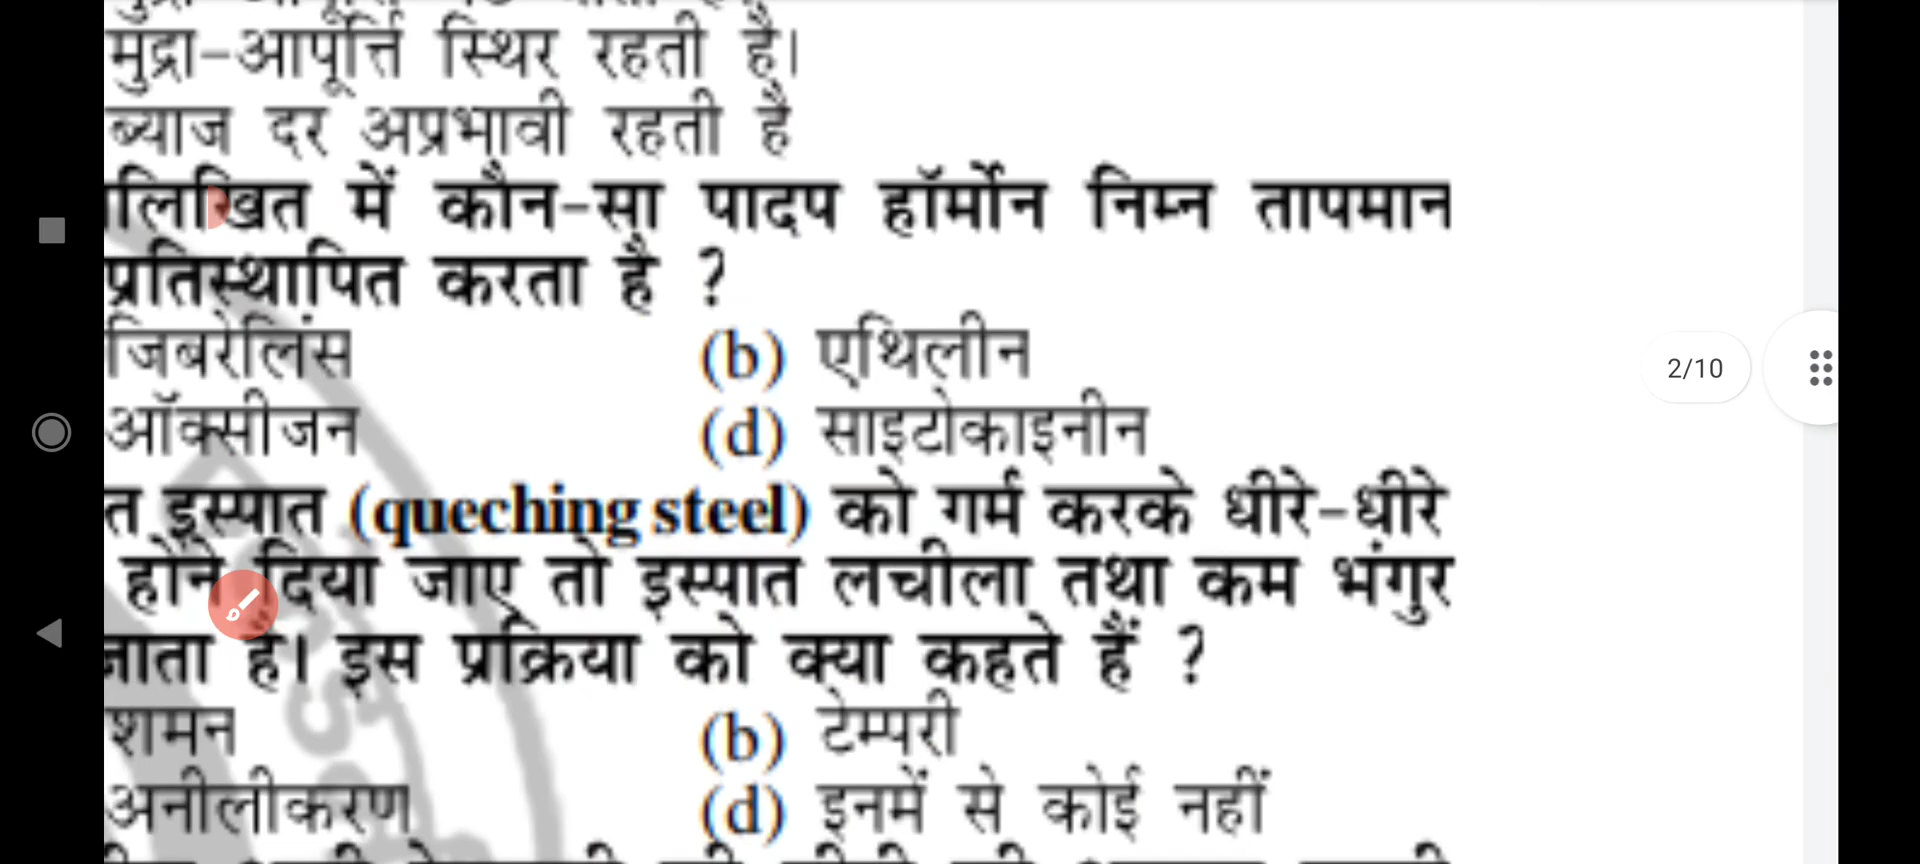 मुद्रा-आपूर्त्ति स्थिर रहती है।
ब्याज दर अप्रभावी रहती है
लिखित में कौन-सा पादप हॉर्मोन निम्न तापमान
प्रतिस्थापित करता है ?
जिबरेलिंस (b) एथिलीन
ऑक्सीजन (d) साइटोकाइनीन
त इस्पात (queching steel) को गर्म करके धीरे-धीरे
होने दिया जाए तो इस्पात लचीला तथा कम भंगुर
जाता है। इस प्रक्रिया को क्या कहते हैं ?
शमन (b) टेम्परी
अनीलीकरण (d) इनमें से कोई नहीं
2/10